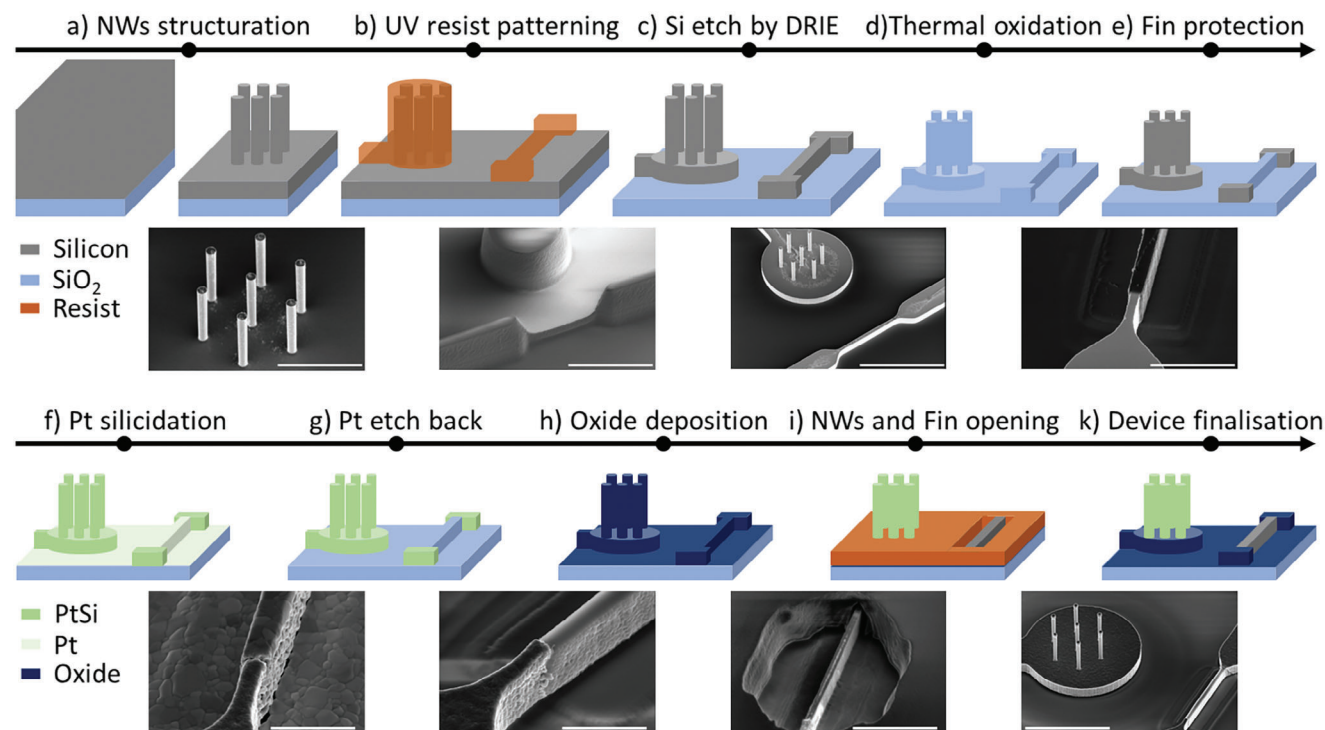 a) NWs structuration
b) UV resist patternning
c) Si etch by DRIE
d)Thermal oxidation
e) Fin protection
Silicon
SiO₂
Resist
f) Pt silicidation
g) Pt etch back
h) Oxide deposition
i) NWs and Fin opening
k) Device finalisation
PtSi
Pt
Oxide